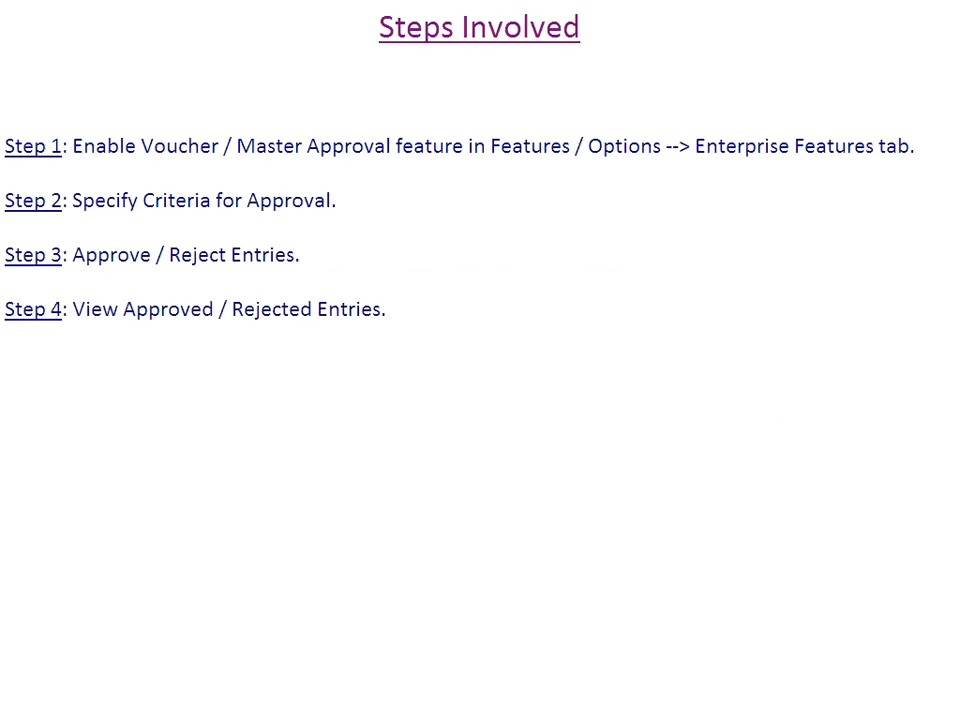 Steps Involved
Step 1: Enable Voucher / Master Approval feature in Features / Options --> Enterprise Features tab.
Step 2: Specify Criteria for Approval.
Step 3: Approve / Reject Entries.
Step 4: View Approved / Rejected Entries.